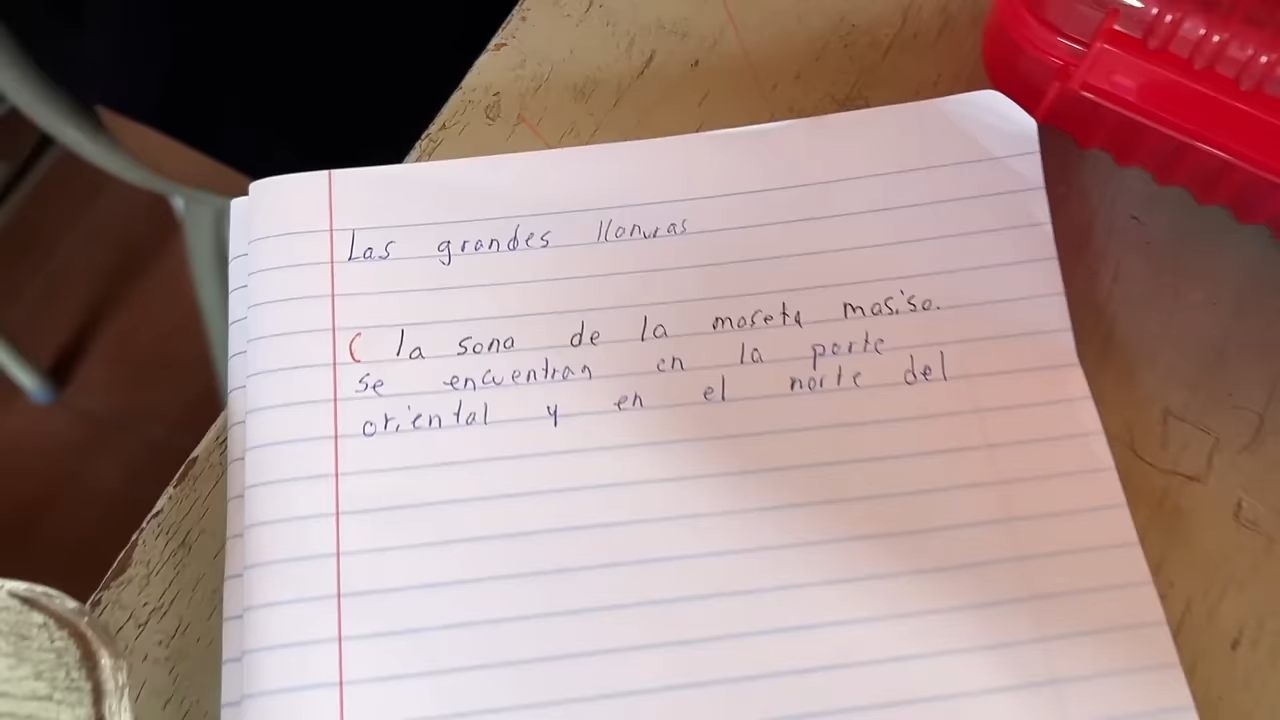 Las grandes llanuras
( la sona de la moseta masiso.
se encuentran en la parte
oriental y en el norte del